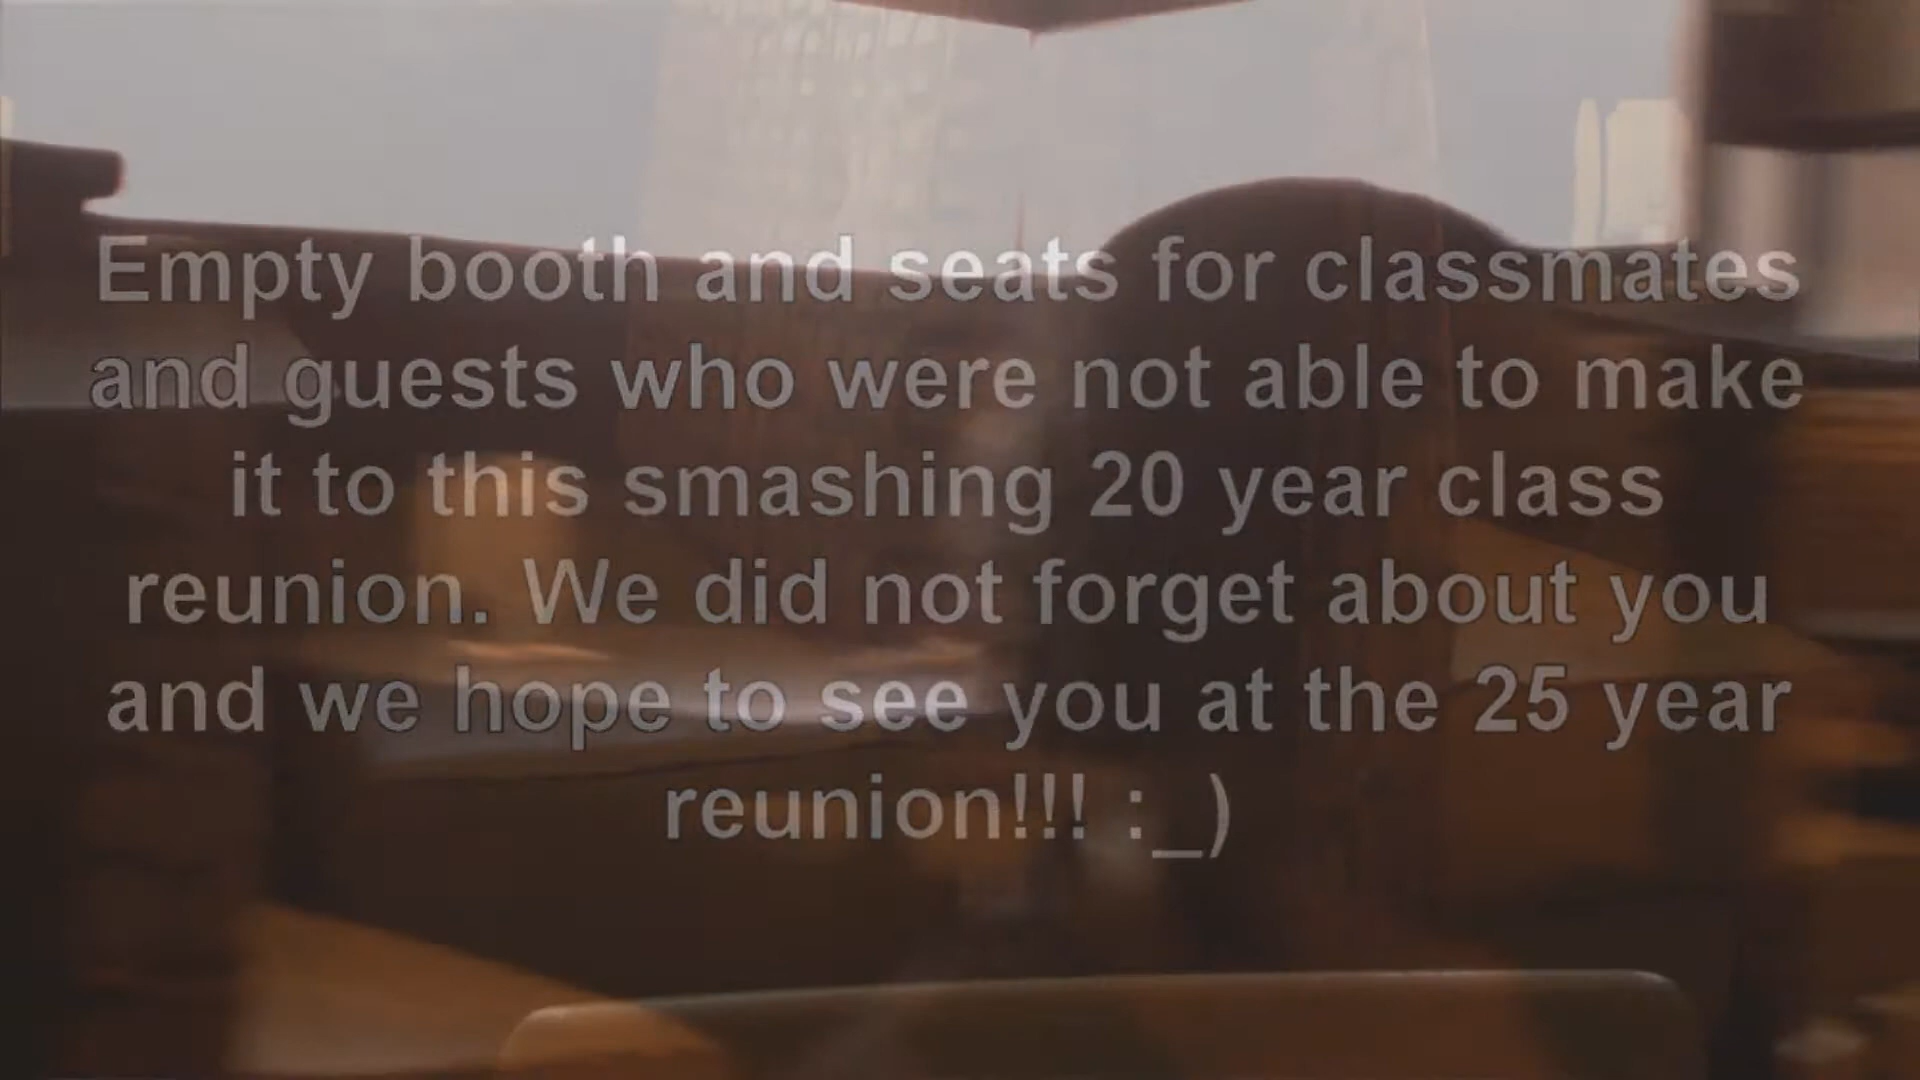 Empty booth and seats for classmates
and guests who were not able to make
it to this smashing 20 year class
reunion. We did not forget about you
and we hope to see you at the 25 year
reunion!!! :_)